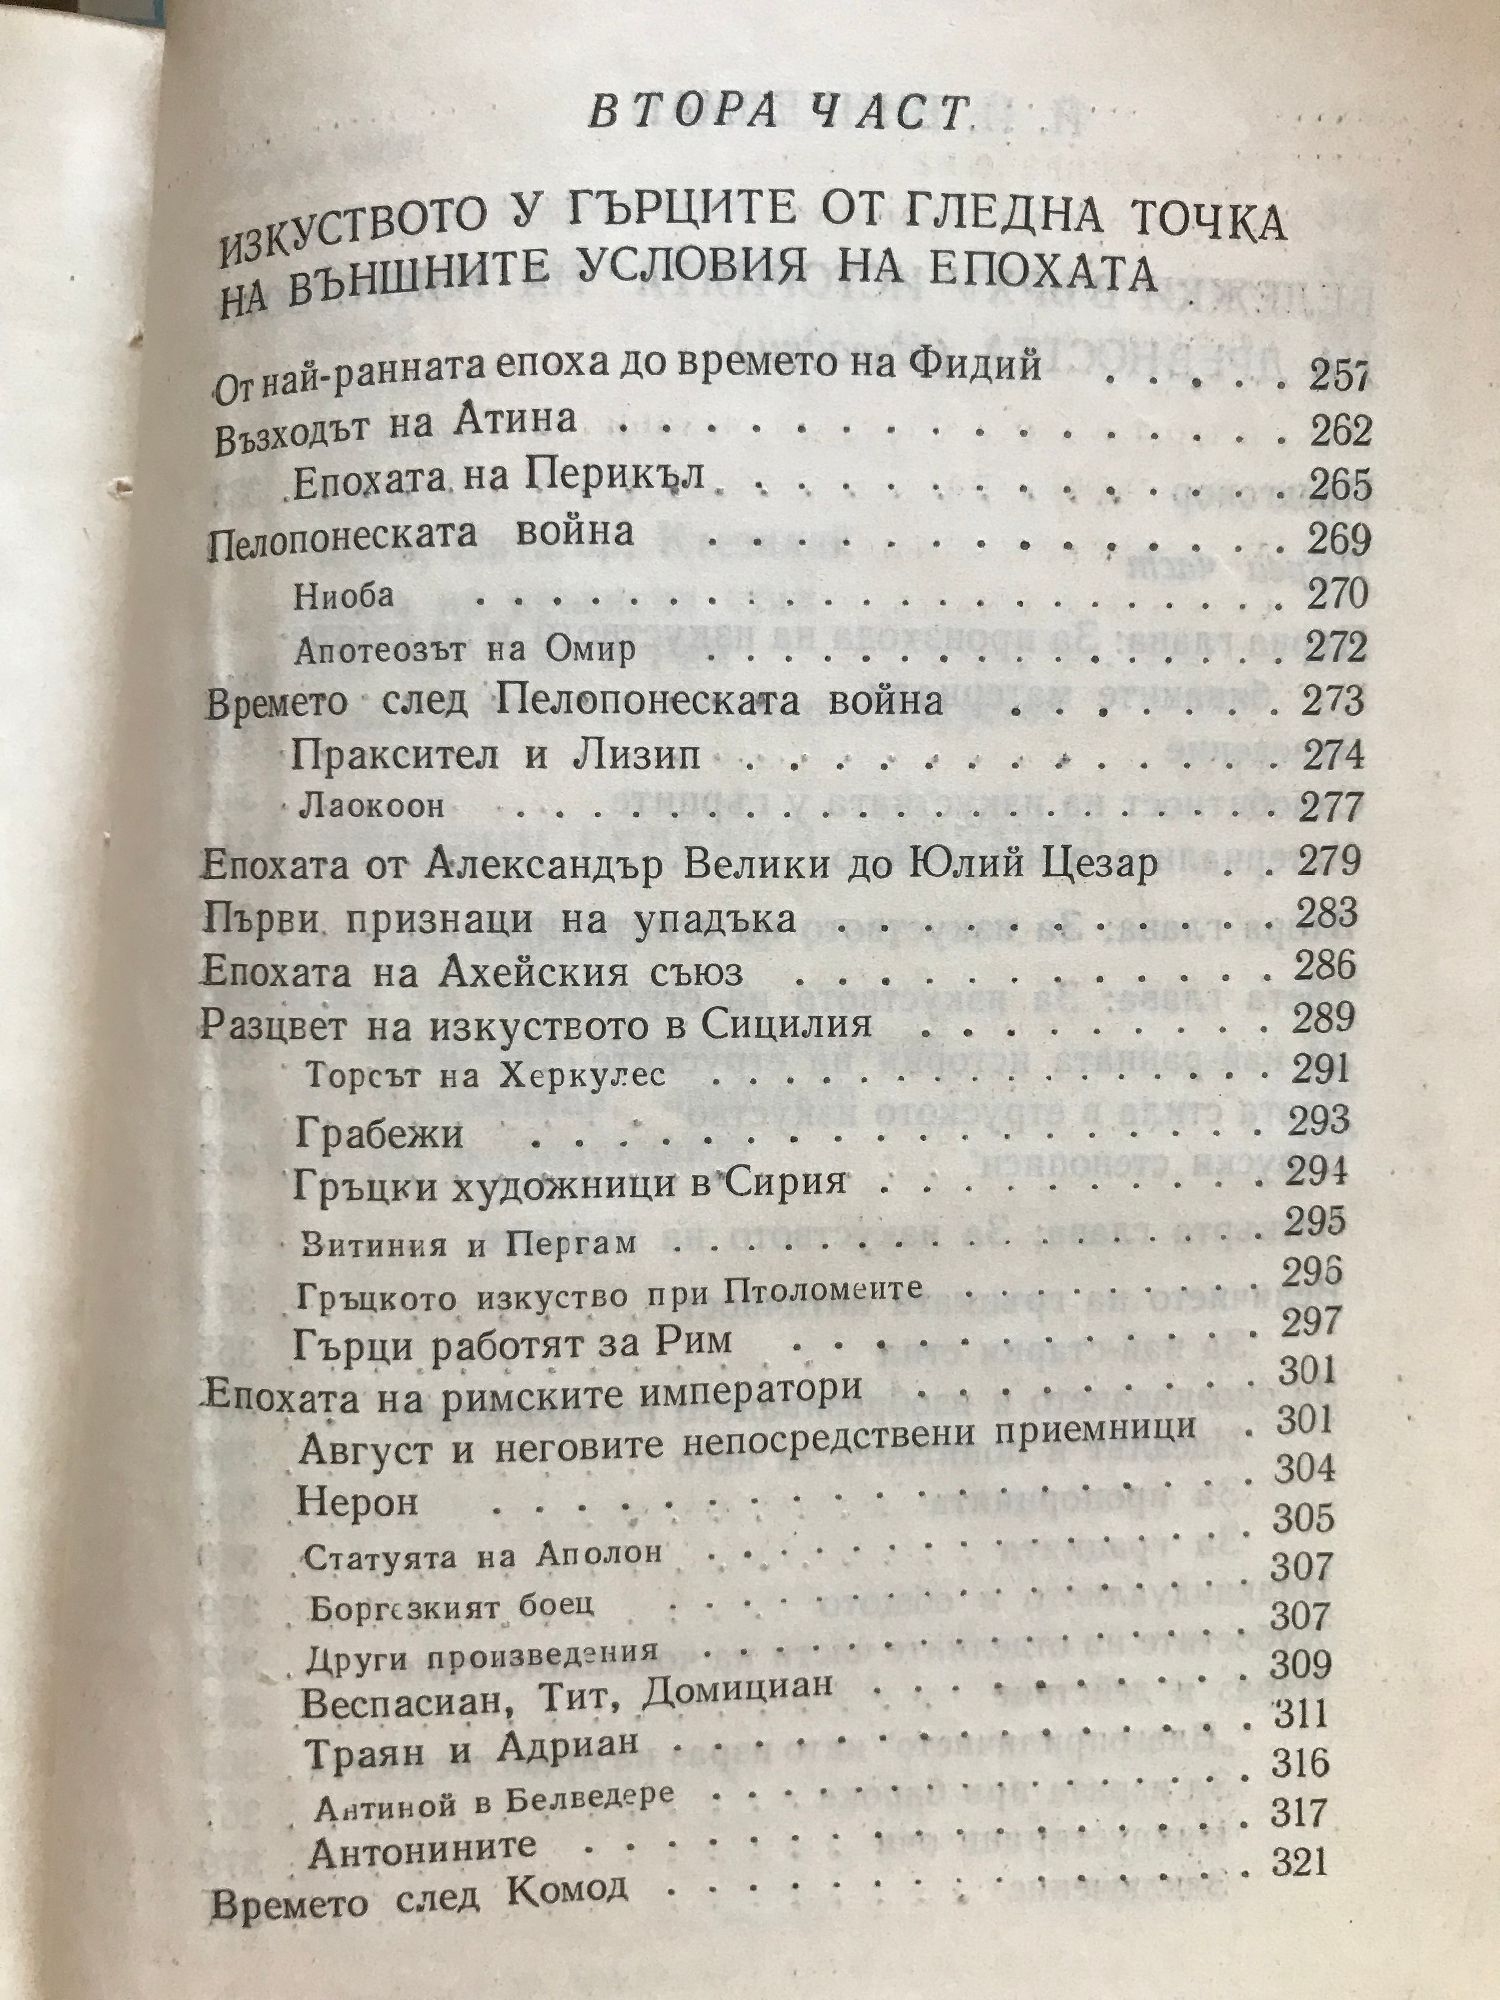 ВТОРА ЧАСТ
ИЗКУСТВОТО У ГЪРЦИТЕ ОТ ГЛЕДНА ТОЧКА
НА ВЪНШНИТЕ УСЛОВИЯ НА ЕПОХАТА
От най-ранната епоха до времето на Фидий . . . . . 257
Възходът на Атина . . . . . . . . . . . . . . . . . 262
Епохата на Перикъл . . . . . . . . . . . . . . 265
Пелопонеската война . . . . . . . . . . . . . . . 269
Ниоба . . . . . . . . . . . . . . . . . . . . . 270
Апотеозът на Омир . . . . . . . . . . . . . . . 272
Времето след Пелопонеската война . . . . . . . 273
Праксител и Лизип . . . . . . . . . . . . . 274
Лаокоон . . . . . . . . . . . . . . . . . . . . 277
Епохата от Александър Велики до Юлий Цезар . . 279
Първи признаци на упадъка . . . . . . . . . . . 283
Епохата на Ахейския съюз . . . . . . . . . . . . 286
Разцвет на изкуството в Сицилия . . . . . . . . . 289
Торсът на Херкулес . . . . . . . . . . . . . . . 291
Грабежи . . . . . . . . . . . . . . . . . . 293
Гръцки художници в Сирия . . . . . . . . . . 294
Витиния и Пергам . . . . . . . . . . . . . . . . 295
Гръцкото изкуство при Птоломеите . . . . . . . . . 296
Гърци работят за Рим . . . . . . . . . . . . 297
Епохата на римските императори . . . . . . . . . 301
Август и неговите непосредствени приемници . 301
Нерон . . . . . . . . . . . . . . . . . . 304
Статуята на Аполон . . . . . . . . . . . . . . . 305
Боргезкият боец . . . . . . . . . . . . . . . . 307
Други произведения . . . . . . . . . . . . . . . 307
Веспасиан, Тит, Домициан . . . . . . . . . . 309
Траян и Адриан . . . . . . . . . . . . . . 311
Антиной в Белведере . . . . . . . . . . . . . . . 316
Антонините . . . . . . . . . . . . . . . . 317
Времето след Комод . . . . . . . . . . . . . . 321